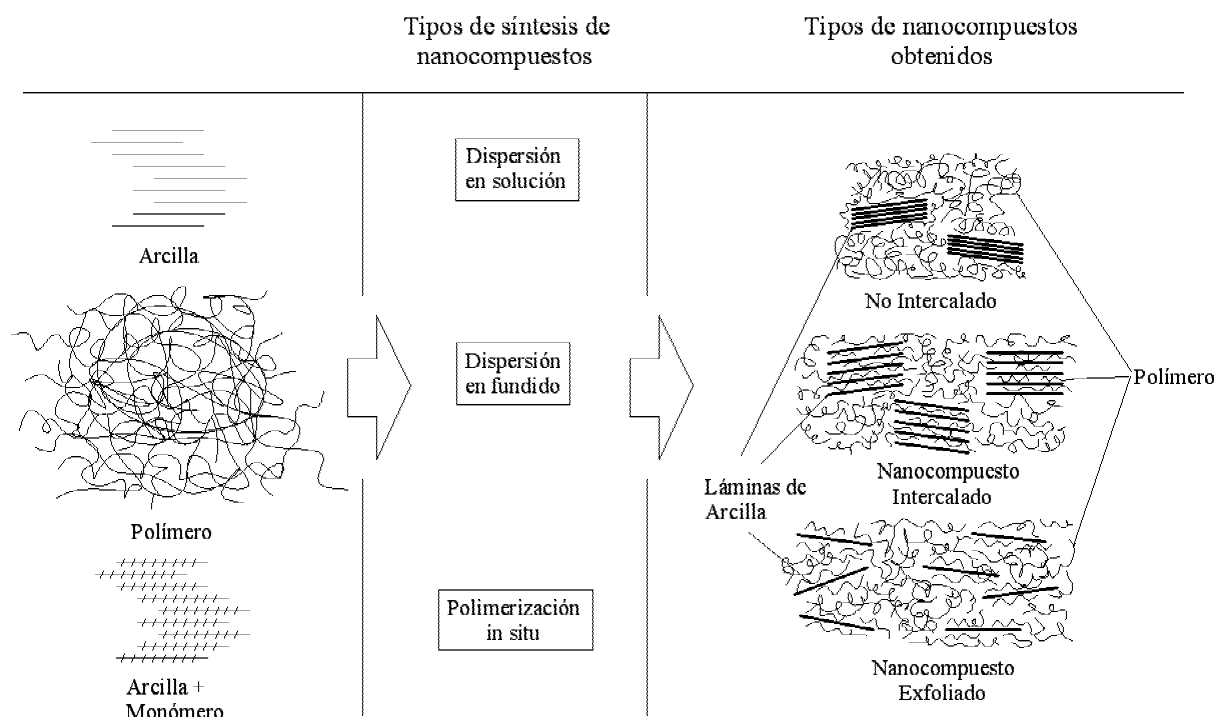 Tipos de síntesis de
nanocompuestos
Tipos de nanocompuestos
obtenidos
Arcilla
Polímero
Arcilla +
Monómero
Dispersión
en solución
Dispersión
en fundido
Polimerización
in situ
No Intercalado
Nanocompuesto
Intercalado
Nanocompuesto
Exfoliado
Láminas de
Arcilla
Polímero